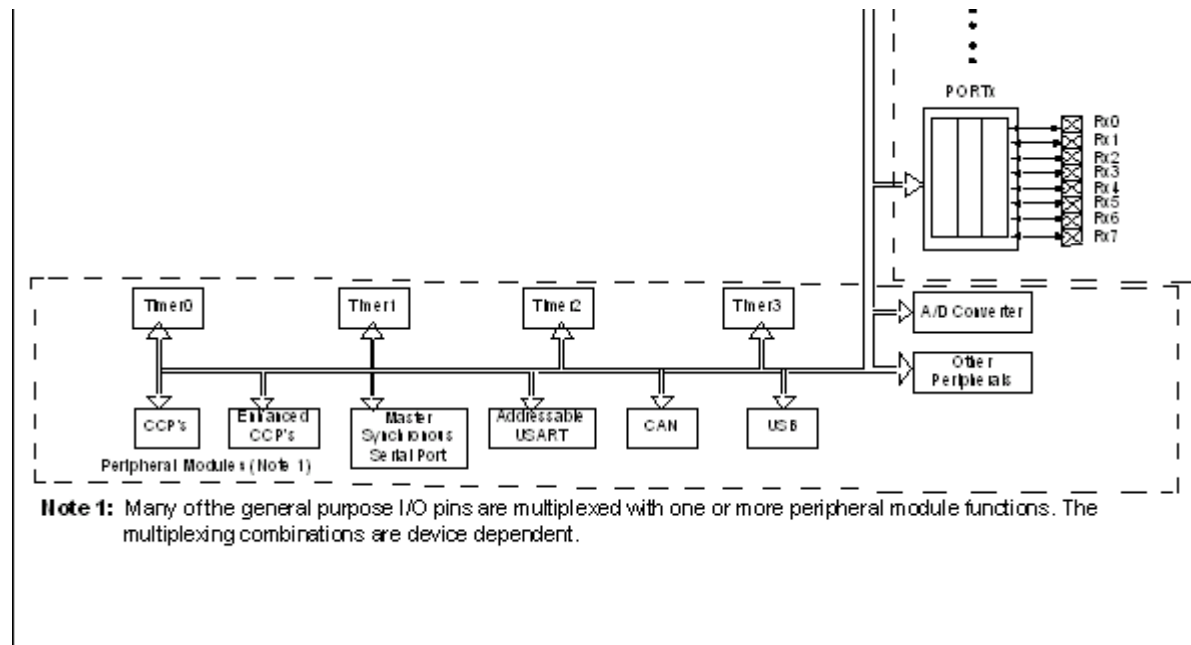 PORTx
Rx0
Rx1
Rx2
Rx3
Rx4
Rx5
Rx6
Rx7
Timer0
Timer1
Timer2
Timer3
A/D Converter
Other
Peripherals
CCP's
Enhanced
CCP's
Master
Synchronous
Serial Port
Addressable
USART
CAN
USB
Peripheral Modules (Note 1)
Note 1: Many of the general purpose I/O pins are multiplexed with one or more peripheral module functions. The
multiplexing combinations are device dependent.